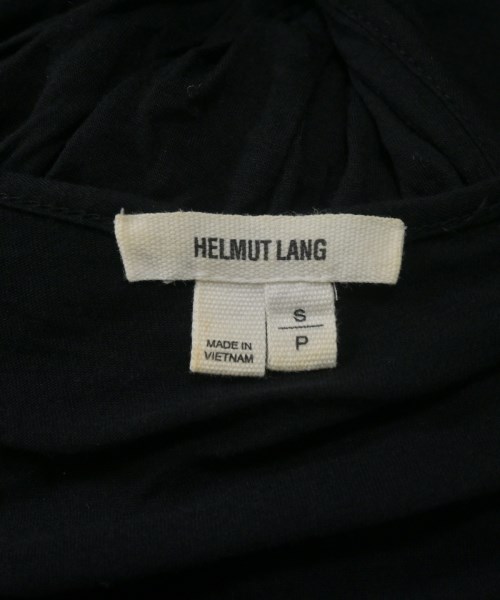 HELMUT LANG
MADE IN
VIETNAM
S
P